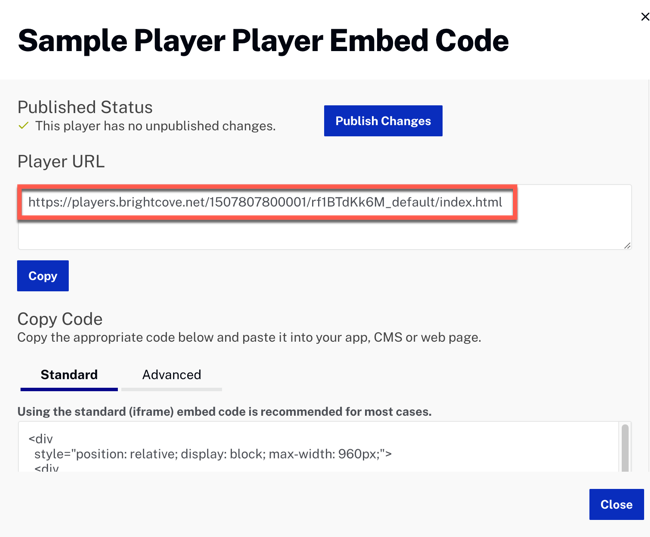 Sample Player Player Embed Code
Published Status
This player has no unpublished changes.
Publish Changes
Player URL
https://players.brightcove.net/1507807800001/rf1BTdKk6M_default/index.html
Copy
Copy Code
Copy the appropriate code below and paste it into your app, CMS or web page.
Standard
Advanced
Using the standard (iframe) embed code is recommended for most cases.
<div
style="position: relative; display: block; max-width: 960px;">
<div
Close